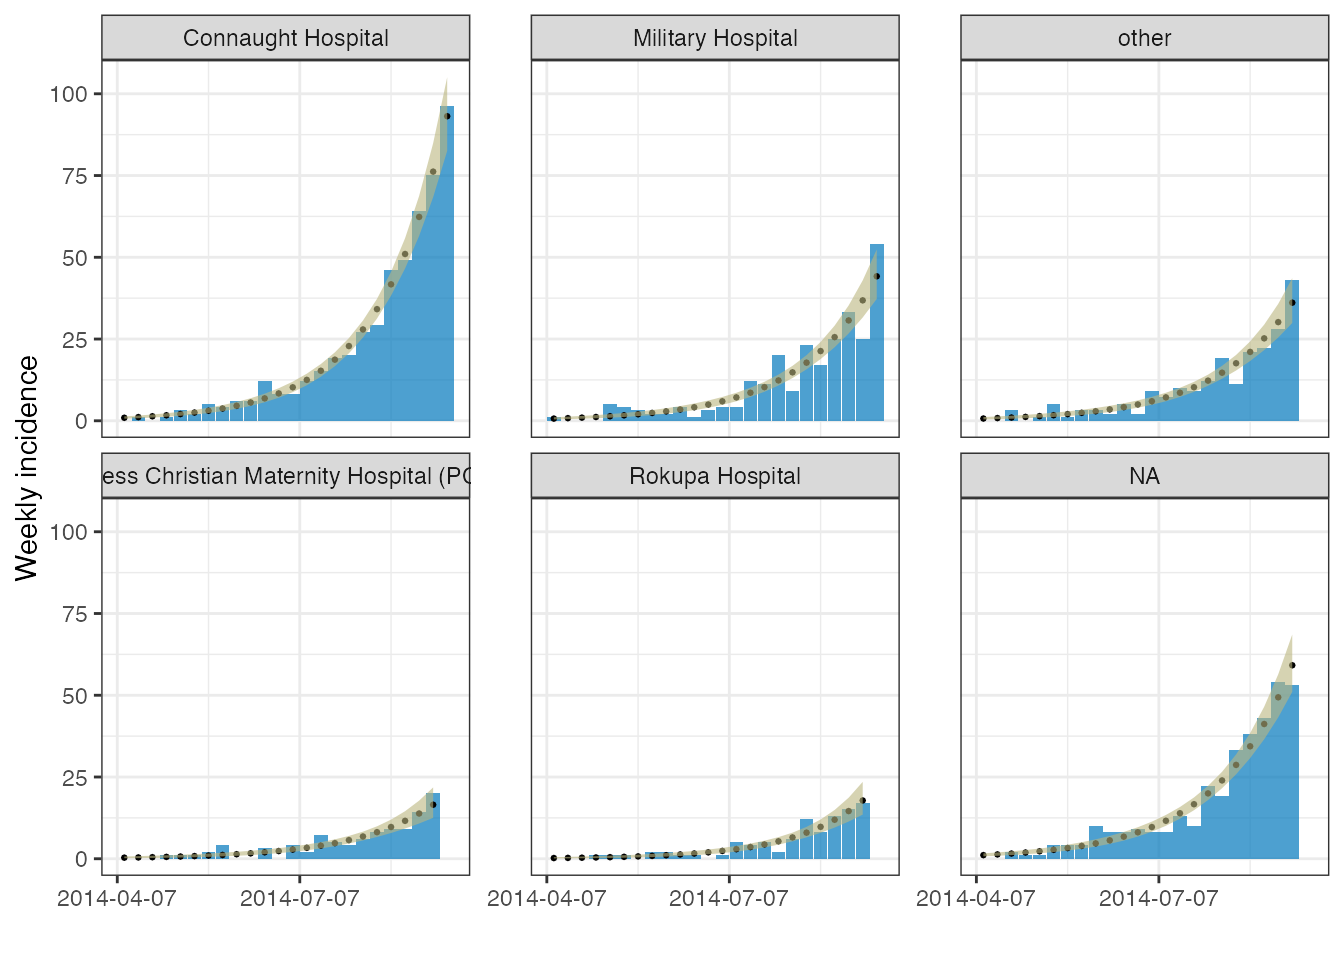 Connaught Hospital
Military Hospital
other
100
75
50
25
0
Weekly incidence
ess Christian Maternity Hospital (PC
Rokupa Hospital
NA
100
75
50
25
0
2014-04-07
2014-07-07
2014-04-07
2014-07-07
2014-04-07
2014-07-07